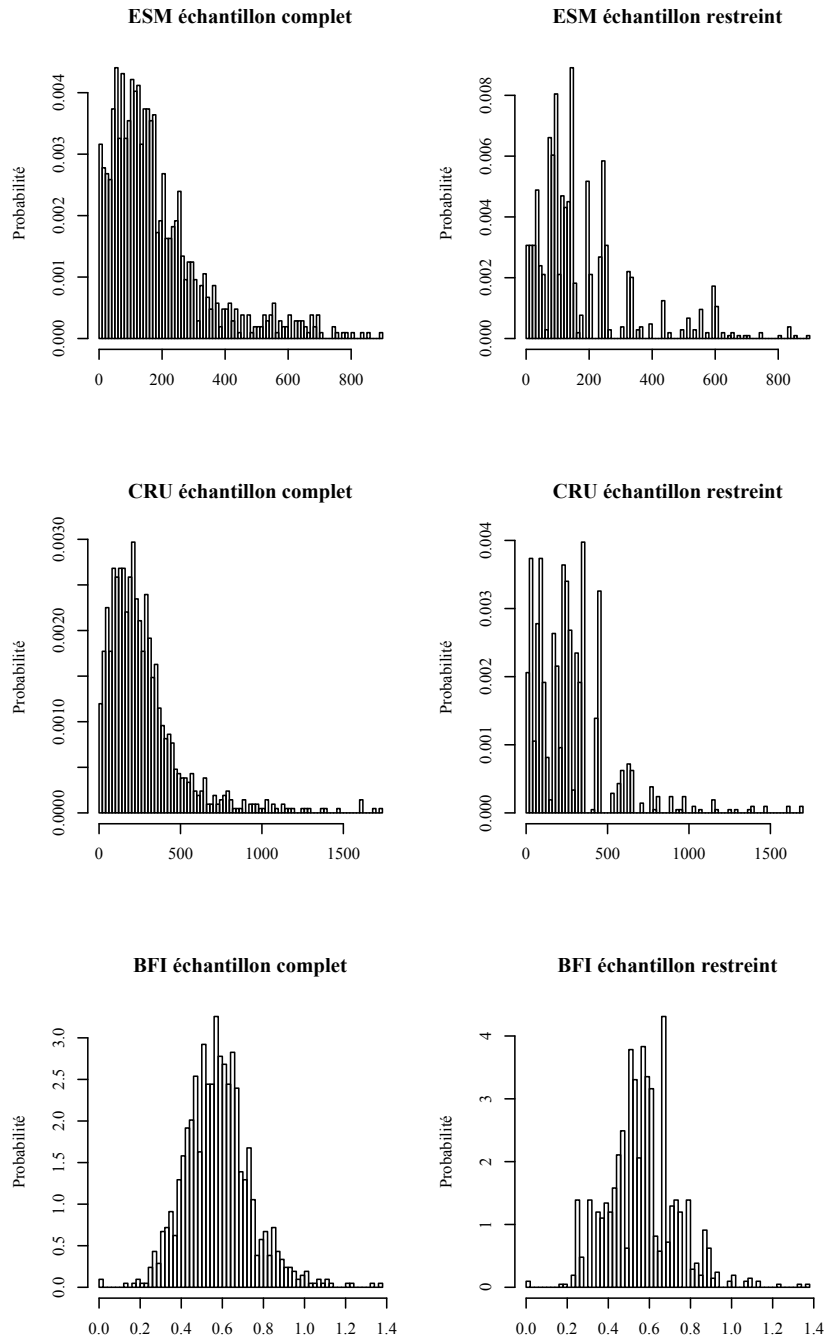 ESM échantillon complet
ESM échantillon restreint
Probabilité
0.000 0.001 0.002 0.003 0.004
0 200 400 600 800
Probabilité
0.000 0.002 0.004 0.006 0.008
0 200 400 600 800
CRU échantillon complet
CRU échantillon restreint
Probabilité
0.0000 0.0010 0.0020 0.0030
0 500 1000 1500
Probabilité
0.000 0.001 0.002 0.003 0.004
0 500 1000 1500
BFI échantillon complet
BFI échantillon restreint
Probabilité
0.0 0.5 1.0 1.5 2.0 2.5 3.0
0.0 0.2 0.4 0.6 0.8 1.0 1.2 1.4
Probabilité
0 1 2 3 4
0.0 0.2 0.4 0.6 0.8 1.0 1.2 1.4